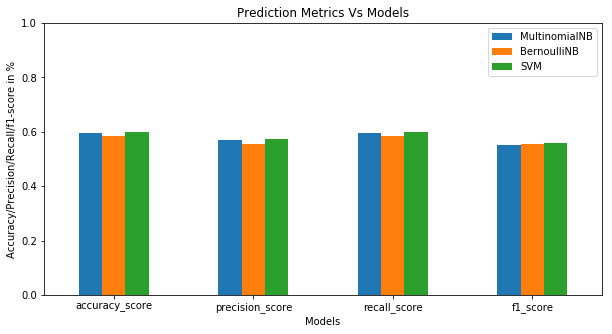 Prediction Metrics Vs Models
MultinomialNB
BernoulliNB
SVM
Accuracy/Precision/Recall/f1-score in %
1.0
0.8
0.6
0.4
0.2
0.0
accuracy_score precision_score recall_score f1_score
Models